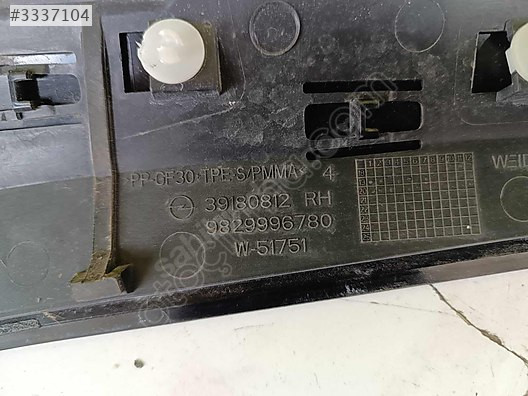 #3337104
PP-GF30+TPE-S/PMMA< 4
39180812 RH
9829996780
W-51751
WEID